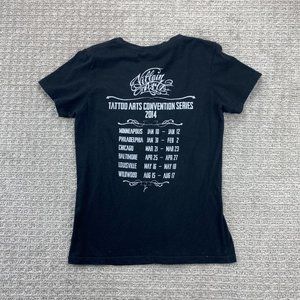 Villain Arts
TATTOO ARTS CONVENTION SERIES
2014
MINNEAPOLIS JAN 10 - JAN 12
PHILADELPHIA JAN 31 - FEB 2
CHICAGO MAR 21 - MAR 23
BALTIMORE APR 25 - APR 27
LOUISVILLE MAY 16 - MAY 18
WILDWOOD AUG 15 - AUG 17